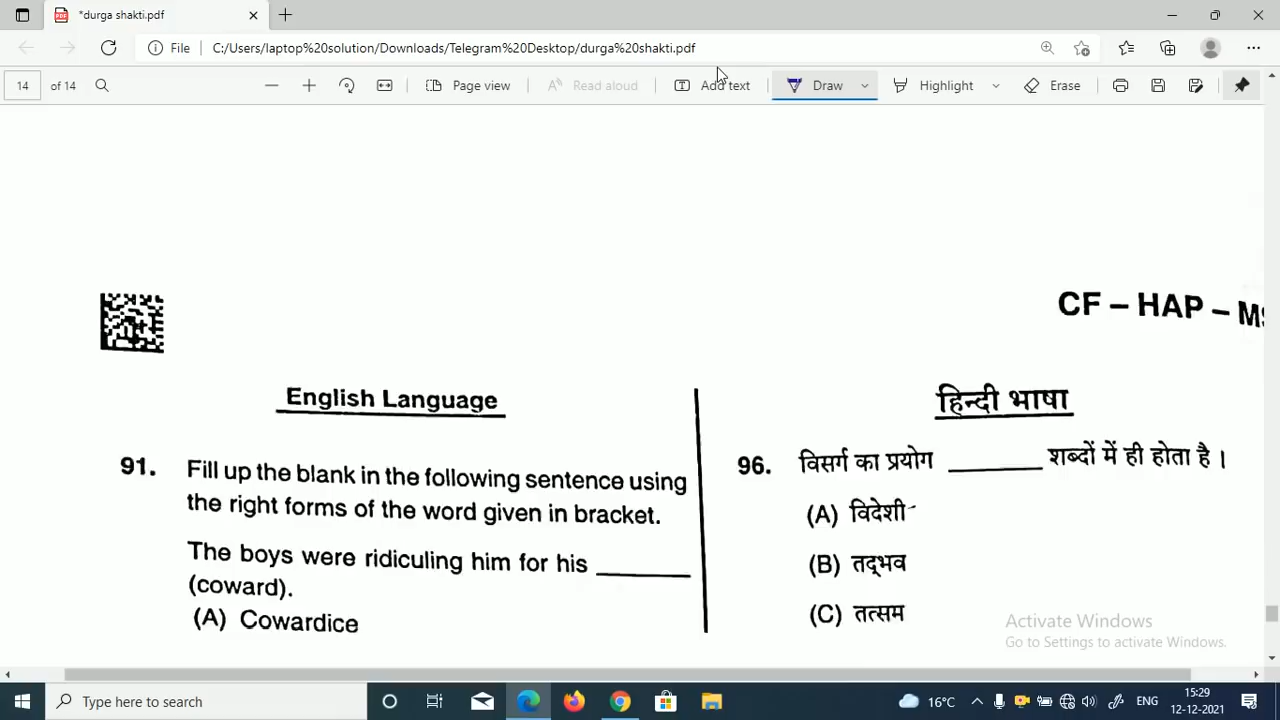 *durga shakti.pdf
File C:/Users/laptop%20solution/Downloads/Telegram%20Desktop/durga%20shakti.pdf
14 of 14 Page view Read aloud Add text Draw Highlight Erase
CF – HAP – MS
English Language
91. Fill up the blank in the following sentence using
the right forms of the word given in bracket.
The boys were ridiculing him for his ______
(coward).
(A) Cowardice
हिन्दी भाषा
96. विसर्ग का प्रयोग ______ शब्दों में ही होता है ।
(A) विदेशी
(B) तद्भव
(C) तत्सम
Activate Windows
Go to Settings to activate Windows.
Type here to search
16°C
ENG
15:29
12-12-2021